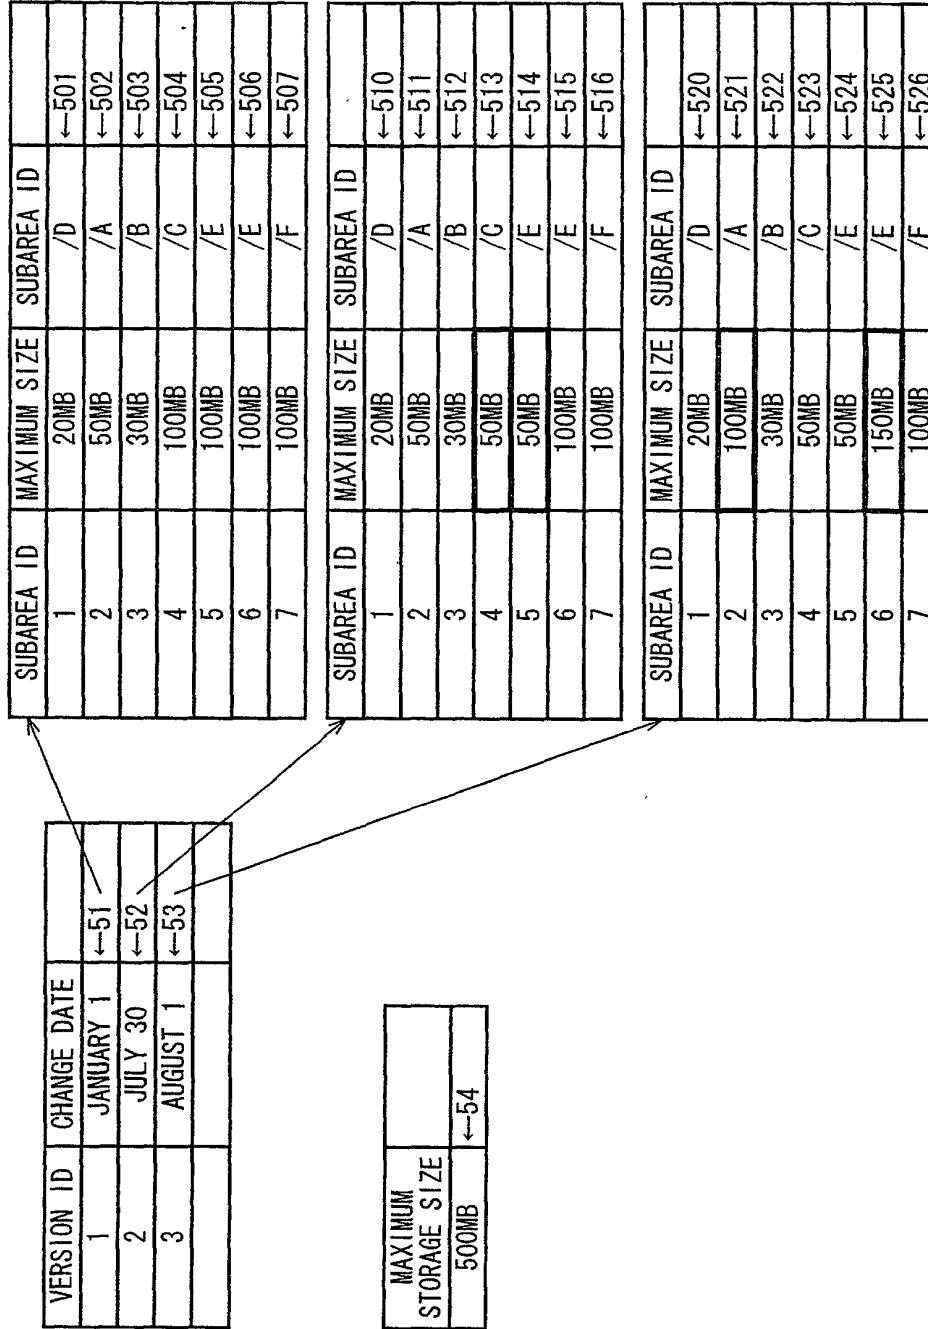 VERSION ID CHANGE DATE
1 JANUARY 1 ←51
2 JULY 30 ←52
3 AUGUST 1 ←53
MAXIMUM
STORAGE SIZE
500MB ←54
SUBAREA ID MAXIMUM SIZE SUBAREA ID
1 20MB /D ←501
2 50MB /A ←502
3 30MB /B ←503
4 100MB /C ←504
5 100MB /E ←505
6 100MB /E ←506
7 100MB /F ←507
SUBAREA ID MAXIMUM SIZE SUBAREA ID
1 20MB /D ←510
2 50MB /A ←511
3 30MB /B ←512
4 50MB /C ←513
5 50MB /E ←514
6 100MB /E ←515
7 100MB /F ←516
SUBAREA ID MAXIMUM SIZE SUBAREA ID
1 20MB /D ←520
2 100MB /A ←521
3 30MB /B ←522
4 50MB /C ←523
5 50MB /E ←524
6 150MB /E ←525
7 100MB /F ←526